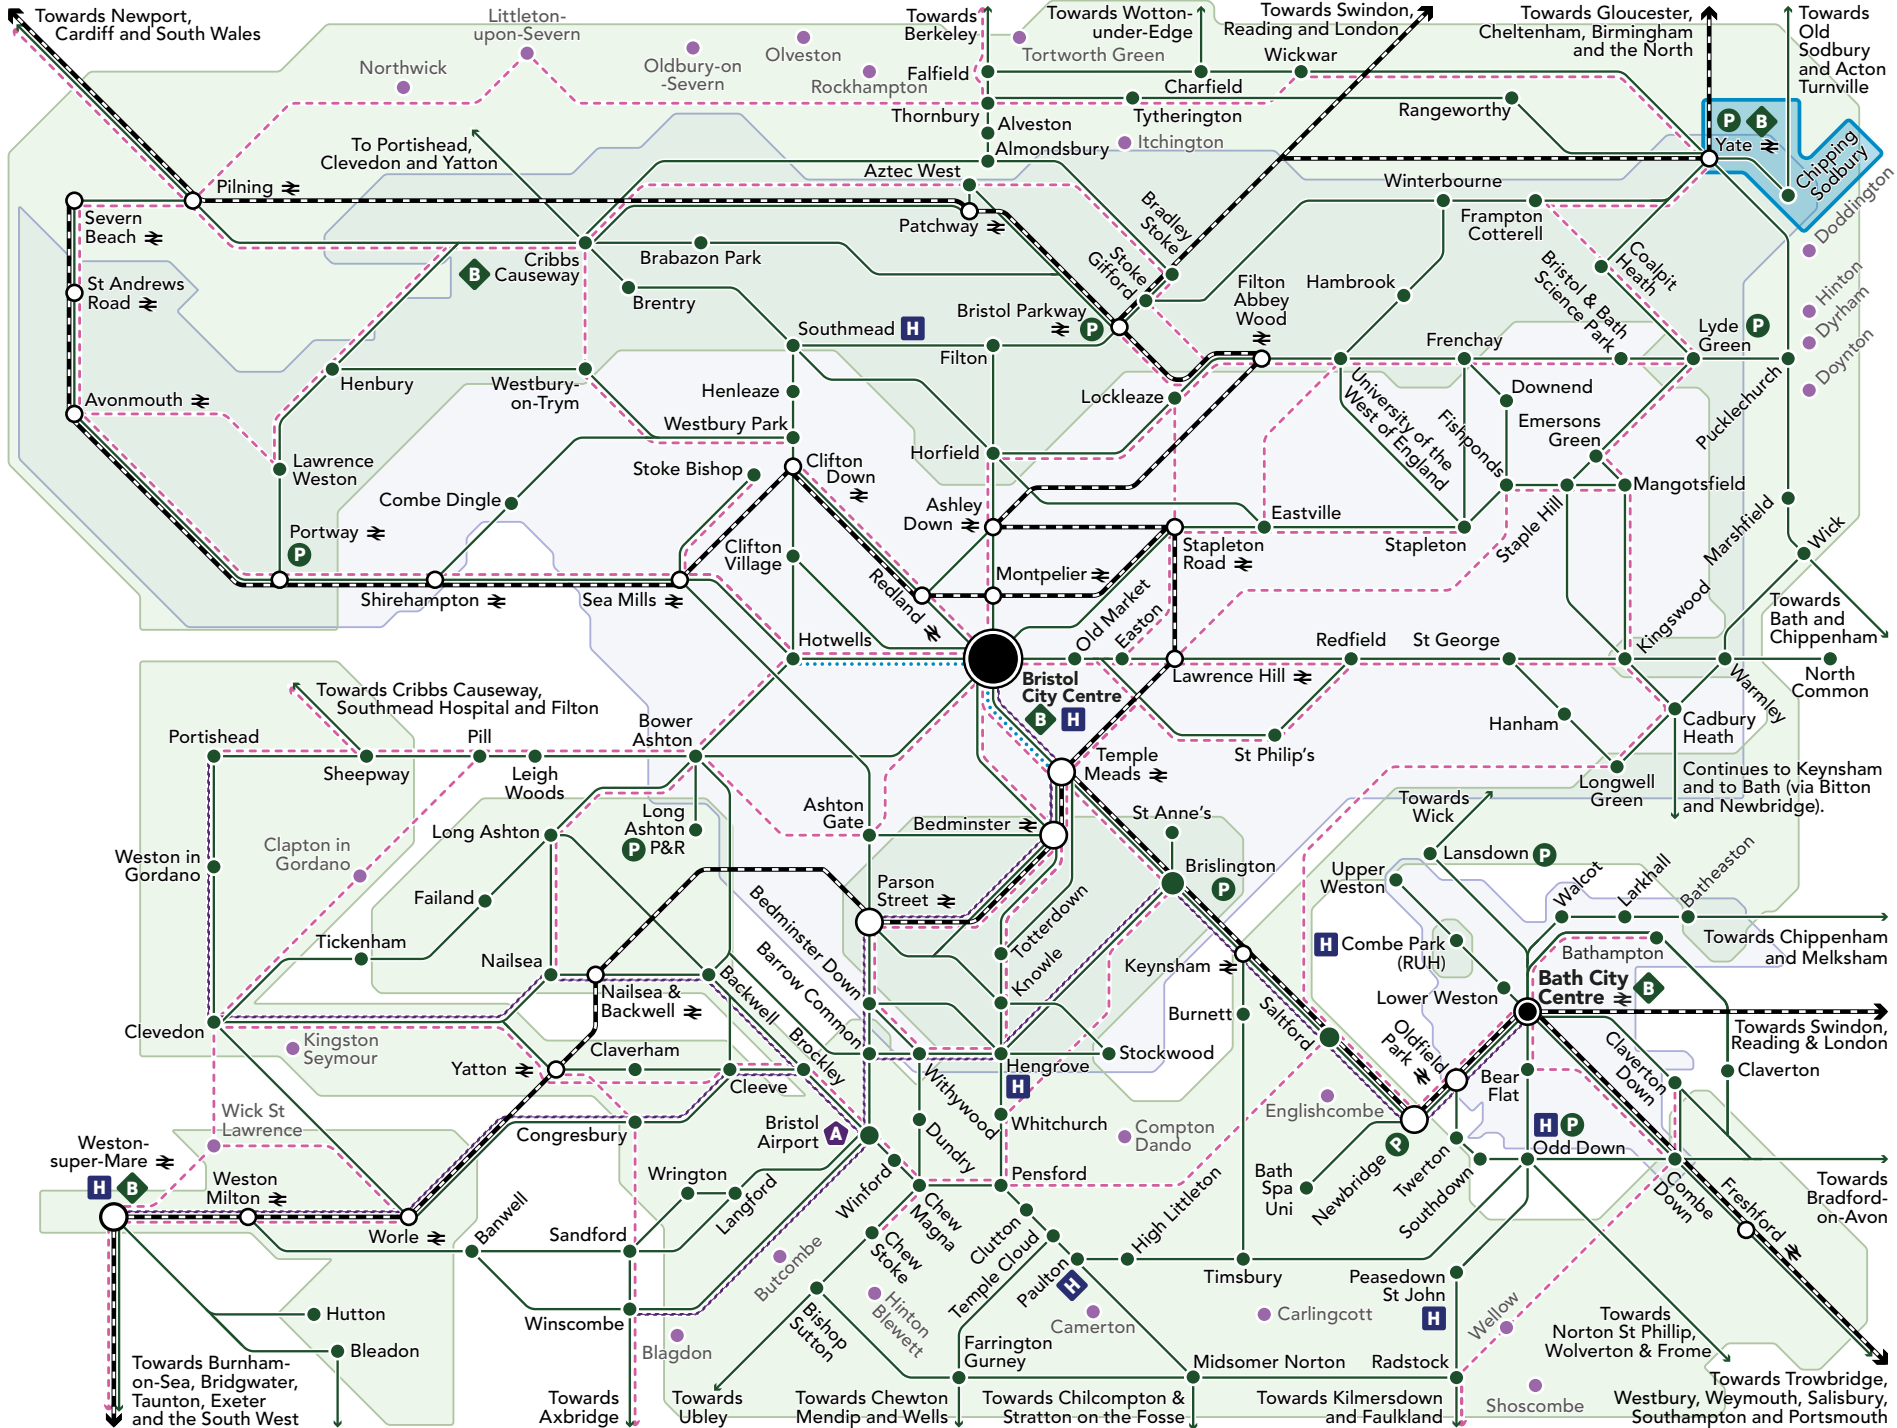 Towards Newport,
Cardiff and South Wales
Littleton-
upon-Severn
Northwick
Oldbury-on
-Severn
Olveston
Rockhampton
Towards
Berkeley
Tortworth Green
Towards Wotton-
under-Edge
Towards Swindon,
Reading and London
Towards Gloucester,
Cheltenham, Birmingham
and the North
Towards
Old
Sodbury
and Acton
Turnville
Falfield
Charfield
Wickwar
Thornbury
Tytherington
Rangeworthy
Alveston
Almondsbury
Itchington
To Portishead,
Clevedon and Yatton
P
B
Yate
Chipping
Sodbury
Aztec West
Pilning
Severn
Beach
Patchway
Bradley
Stoke
Winterbourne
Frampton
Cotterell
Doddington
Cribbs
Causeway
B
Brabazon Park
Brentry
St Andrews
Road
Stoke
Gifford
Filton
Abbey
Wood
Hambrook
Coalpit
Heath
Bristol & Bath
Science Park
Hinton
Dyrham
Doynton
Bristol Parkway
P
Southmead
H
Filton
Frenchay
Lyde
Green
P
Henbury
Westbury-
on-Trym
Henleaze
Lockleaze
Downend
Pucklechurch
Avonmouth
Westbury Park
University of the
West of England
Fishponds
Emersons
Green
Lawrence
Weston
Stoke Bishop
Clifton
Down
Horfield
Mangotsfield
Combe Dingle
Portway
P
Ashley
Down
Eastville
Stapleton
Staple Hill
Marshfield
Wick
Stapleton
Road
Clifton
Village
Shirehampton
Sea Mills
Redland
Montpelier
Old Market
Easton
Kingswood
Towards
Bath and
Chippenham
Hotwells
Redfield
St George
Bristol
City Centre
B
H
Lawrence Hill
North
Common
Warmley
Towards Cribbs Causeway,
Southmead Hospital and Filton
Portishead
Sheepway
Pill
Leigh
Woods
Bower
Ashton
Hanham
Cadbury
Heath
St Philip's
Temple
Meads
Longwell
Green
Continues to Keynsham
and to Bath (via Bitton
and Newbridge).
Weston in
Gordano
Clapton in
Gordano
Long Ashton
Long
Ashton
P&R
P
Ashton
Gate
Bedminster
St Anne's
Towards
Wick
Lansdown
P
Brislington
P
Upper
Weston
Walcot
Larkhall
Batheaston
Failand
Parson
Street
Tickenham
Bedminster Down
Totterdown
H
Combe Park
(RUH)
Bathampton
Towards Chippenham
and Melksham
Nailsea
Nailsea &
Backwell
Backwell
Barrow Common
Knowle
Keynsham
Lower Weston
Bath City
Centre
B
Clevedon
Kingston
Seymour
Burnett
Saltford
Towards Swindon,
Reading & London
Yatton
Claverham
Cleeve
Brockley
Withywood
Hengrove
H
Stockwood
Oldfield
Park
Bear
Flat
Claverton
Down
Claverton
Wick St
Lawrence
Congresbury
Bristol
Airport
A
Dundry
Whitchurch
Compton
Dando
Englishcombe
Newbridge
P
H
P
Odd Down
Weston-
super-Mare
H
B
Weston
Milton
Worle
Wrington
Langford
Winford
Chew
Magna
Pensford
Bath
Spa
Uni
Twerton
Southdown
Combe
Down
Freshford
Towards
Bradford-
on-Avon
Banwell
Sandford
Butcombe
Chew
Stoke
Clutton
Temple Cloud
High Littleton
Paulton
H
Timsbury
Hutton
Winscombe
Bishop
Sutton
Hinton
Blewett
Camerton
Carlingcott
Peasedown
St John
H
Wellow
Towards
Norton St Phillip,
Wolverton & Frome
Bleadon
Blagdon
Farrington
Gurney
Midsomer Norton
Radstock
Shoscombe
Towards Burnham-
on-Sea, Bridgwater,
Taunton, Exeter
and the South West
Towards
Axbridge
Towards
Ubley
Towards Chewton
Mendip and Wells
Towards Chilcompton &
Stratton on the Fosse
Towards Kilmersdown
and Faulkland
Towards Trowbridge,
Westbury, Weymouth, Salisbury,
Southampton and Portsmouth